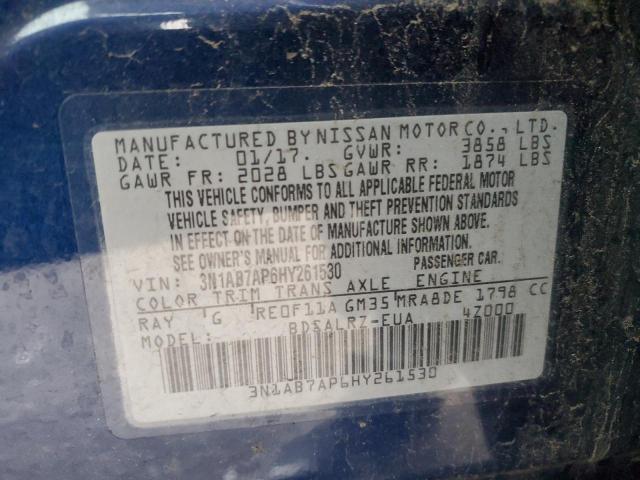 MANUFACTURED BY NISSAN MOTOR CO., LTD.
DATE: 01/17. GVWR: 3858 LBS
GAWR FR: 2028 LBS GAWR RR: 1874 LBS
THIS VEHICLE CONFORMS TO ALL APPLICABLE FEDERAL MOTOR
VEHICLE SAFETY, BUMPER AND THEFT PREVENTION STANDARDS
IN EFFECT ON THE DATE OF MANUFACTURE SHOWN ABOVE.
SEE OWNER'S MANUAL FOR ADDITIONAL INFORMATION.
VIN: 3N1AB7AP6HY261530 PASSENGER CAR.
COLOR TRIM TRANS AXLE ENGINE
RAY G RE0F11A GM35 MRA8DE 1798 CC
MODEL: BDSALRZ-EUA 4Z000
3N1AB7AP6HY261530